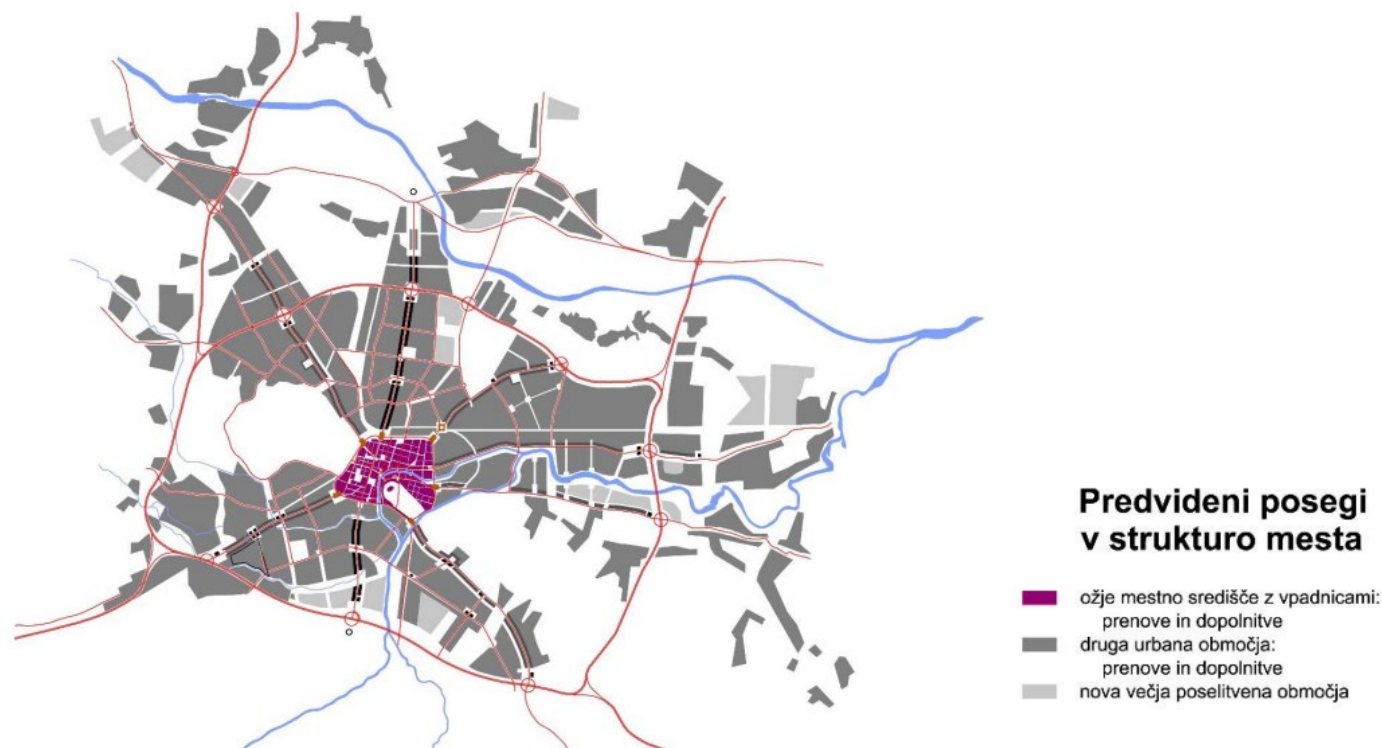 Predvideni posegi
v strukturo mesta
ožje mestno središče z vpadnicami:
prenove in dopolnitve
druga urbana območja:
prenove in dopolnitve
nova večja poselitvena območja